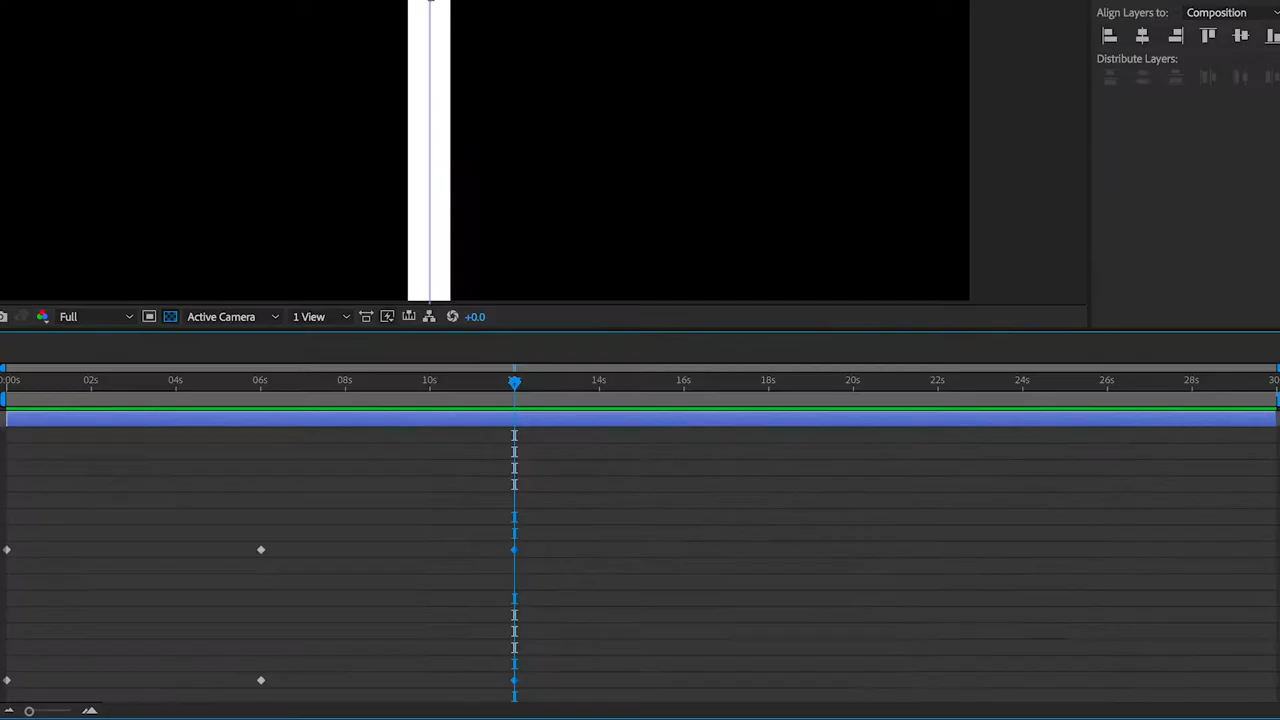 Align Layers to: Composition
Distribute Layers:
Full Active Camera 1 View +0.0
0:00s 02s 04s 06s 08s 10s 14s 16s 18s 20s 22s 24s 26s 28s 30